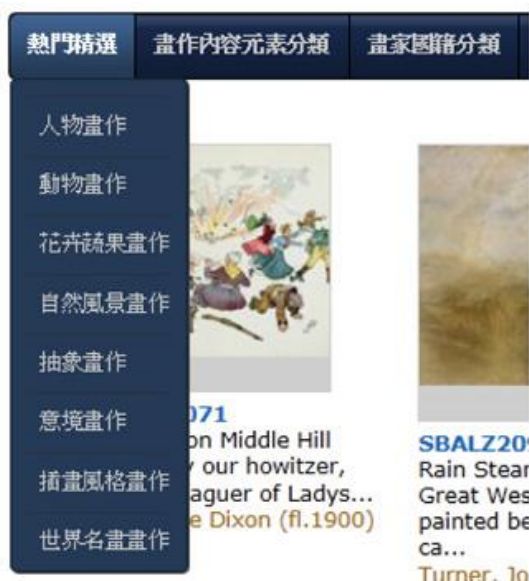 熱門精選 畫作內容元素分類 畫家國籍分類
人物畫作
動物畫作
花卉蔬果畫作
自然風景畫作
抽象畫作
意境畫作
插畫風格畫作
世界名畫畫作
071
on Middle Hill
our howitzer,
aguer of Ladys...
e Dixon (fl.1900)
SBALZ20
Rain Stea
Great Wes
painted be
ca...
Turner, Jo